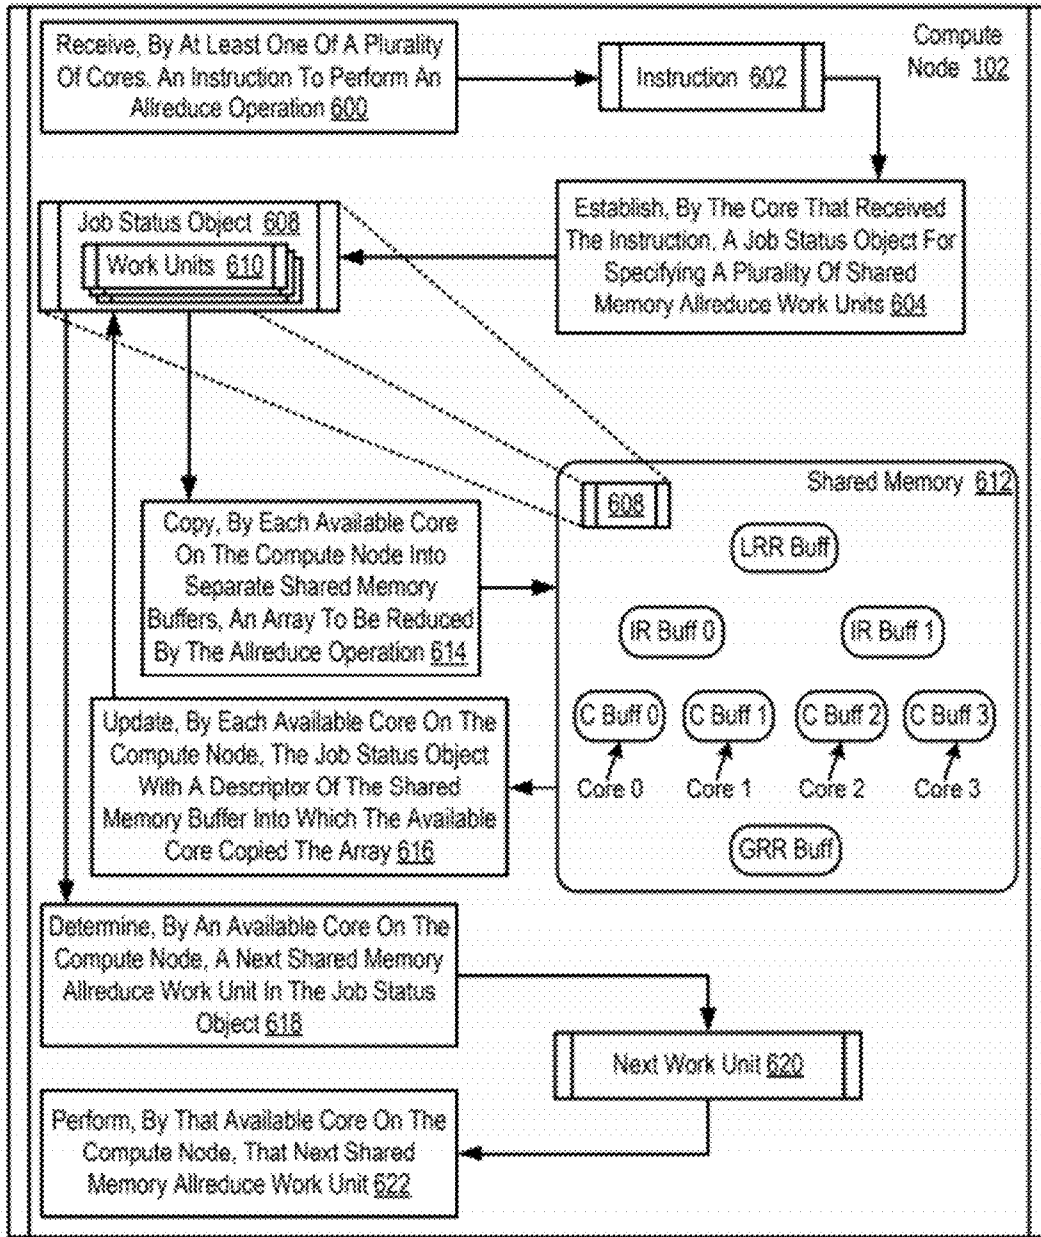 Receive, By At Least One Of A Plurality
Of Cores, An Instruction To Perform An
Allreduce Operation 600
Instruction 602
Compute
Node 102
Establish, By The Core That Received
The Instruction, A Job Status Object For
Specifying A Plurality Of Shared
Memory Allreduce Work Units 604
Job Status Object 608
Work Units 610
Shared Memory 612
608
LRR Buff
IR Buff 0
IR Buff 1
C Buff 0
C Buff 1
C Buff 2
C Buff 3
Core 0
Core 1
Core 2
Core 3
GRR Buff
Copy, By Each Available Core
On The Compute Node Into
Separate Shared Memory
Buffers, An Array To Be Reduced
By The Allreduce Operation 614
Update, By Each Available Core On The
Compute Node, The Job Status Object
With A Descriptor Of The Shared
Memory Buffer Into Which The Available
Core Copied The Array 616
Determine, By An Available Core On The
Compute Node, A Next Shared Memory
Allreduce Work Unit In The Job Status
Object 618
Next Work Unit 620
Perform, By That Available Core On The
Compute Node, That Next Shared
Memory Allreduce Work Unit 622